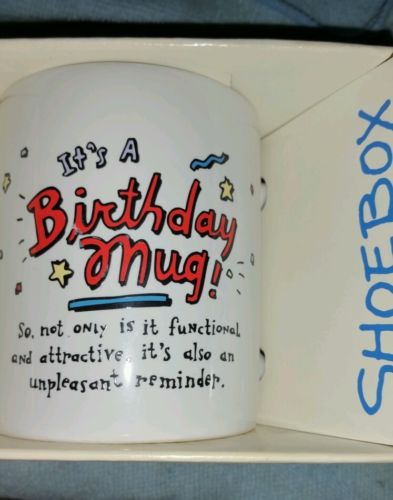 It's A
Birthday
Mug!
So, not only is it functional
and attractive, it's also an
unpleasant reminder.
SHOEBOX